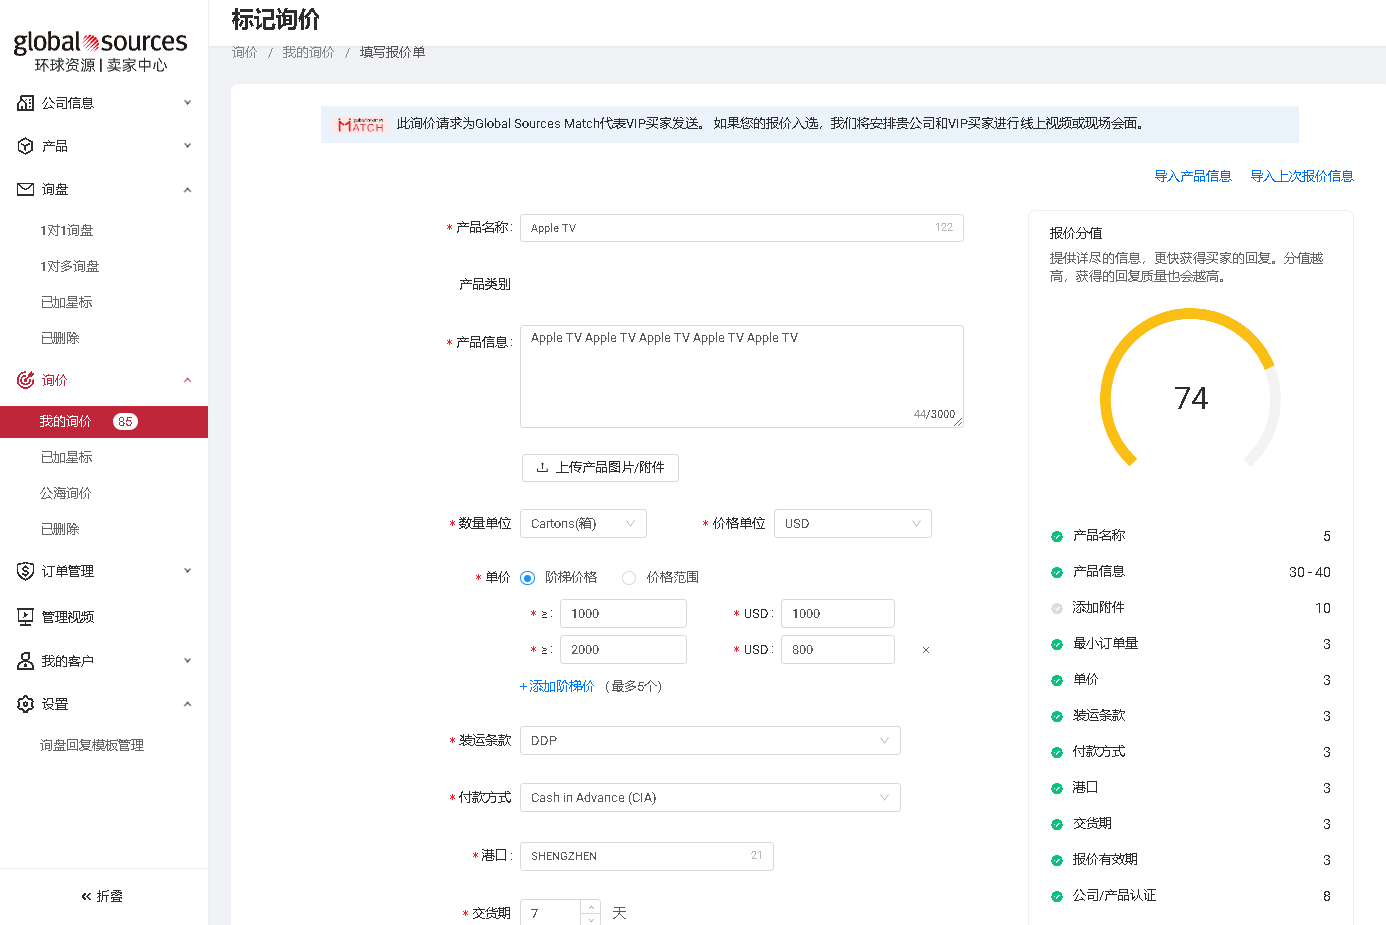 global sources
环球资源 | 卖家中心
公司信息
产品
询盘
1对1询盘
1对多询盘
已加星标
已删除
询价
我的询价 85
已加星标
公海询价
已删除
订单管理
管理视频
我的客户
设置
询盘回复模板管理
« 折叠
标记询价
询价 / 我的询价 / 填写报价单
global sources MATCH 此询价请求为Global Sources Match代表VIP买家发送。 如果您的报价入选，我们将安排贵公司和VIP买家进行线上视频或现场会面。
导入产品信息 导入上次报价信息
* 产品名称: Apple TV 122
产品类别
* 产品信息: Apple TV Apple TV Apple TV Apple TV Apple TV
44/3000
上传产品图片/附件
* 数量单位 Cartons(箱) * 价格单位 USD
* 单价 阶梯价格 价格范围
* ≥: 1000 * USD: 1000
* ≥: 2000 * USD: 800 ×
+添加阶梯价 (最多5个)
* 装运条款 DDP
* 付款方式 Cash in Advance (CIA)
* 港口: SHENGZHEN 21
* 交货期 7 天
报价分值
提供详尽的信息，更快获得买家的回复。分值越
高，获得的回复质量也会越高。
74
产品名称 5
产品信息 30-40
添加附件 10
最小订单量 3
单价 3
装运条款 3
付款方式 3
港口 3
交货期 3
报价有效期 3
公司/产品认证 8